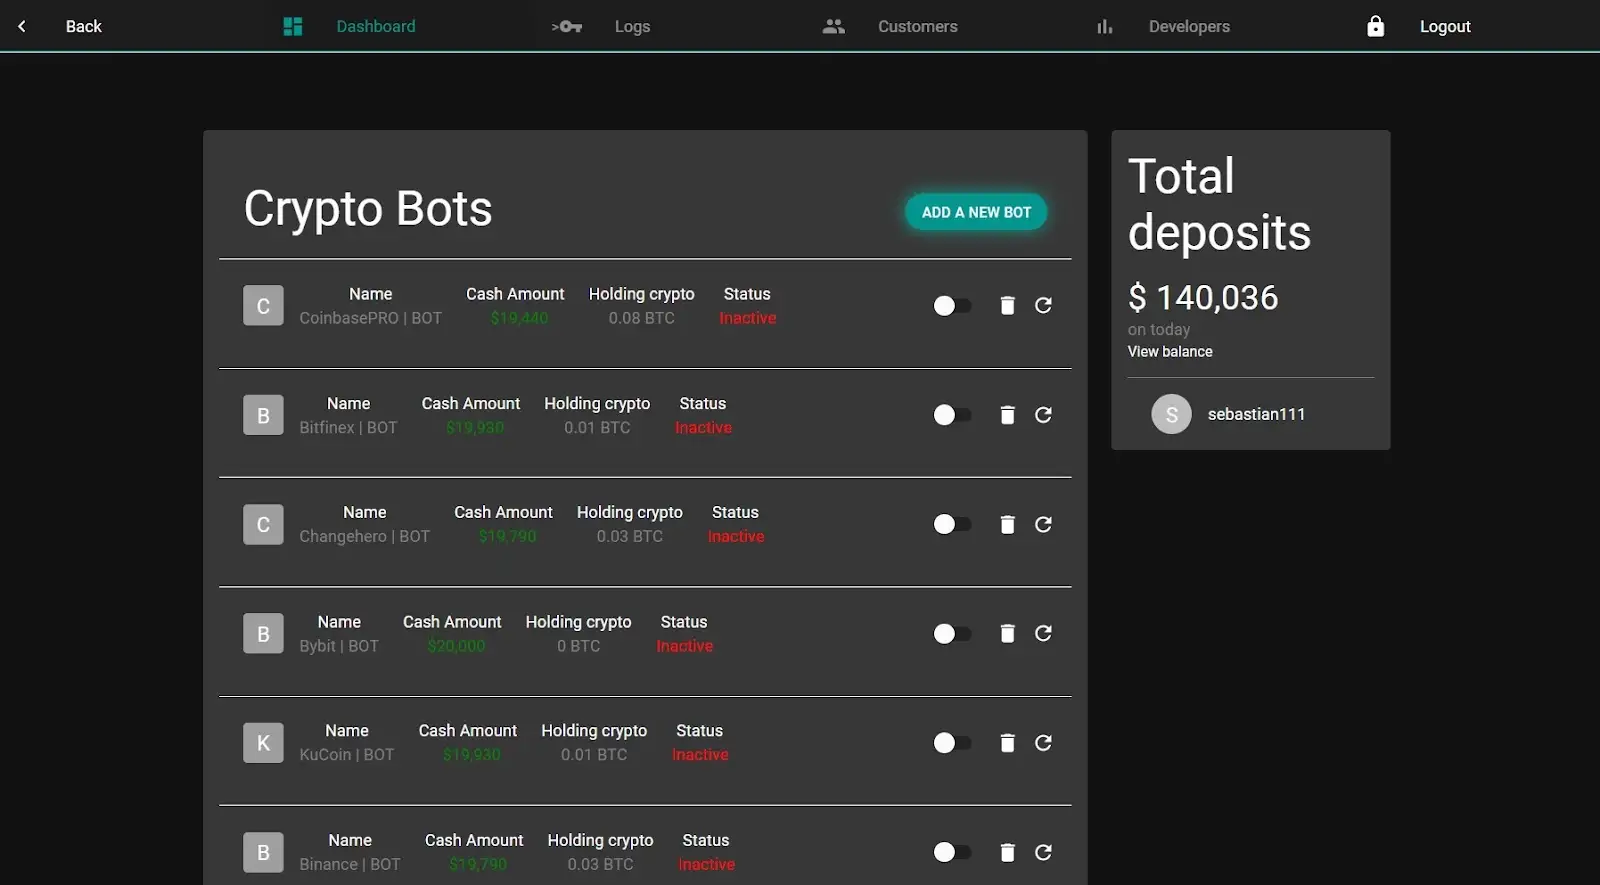 Back Dashboard >  Logs Customers Developers Logout
Crypto Bots
ADD A NEW BOT
C Name Cash Amount Holding crypto Status
CoinbasePRO | BOT $19,440 0.08 BTC Inactive
B Name Cash Amount Holding crypto Status
Bitfinex | BOT $19,930 0.01 BTC Inactive
C Name Cash Amount Holding crypto Status
Changehero | BOT $19,790 0.03 BTC Inactive
B Name Cash Amount Holding crypto Status
Bybit | BOT $20,000 0 BTC Inactive
K Name Cash Amount Holding crypto Status
KuCoin | BOT $19,930 0.01 BTC Inactive
B Name Cash Amount Holding crypto Status
Binance | BOT $19,790 0.03 BTC Inactive
Total
deposits
$ 140,036
on today
View balance
S sebastian111